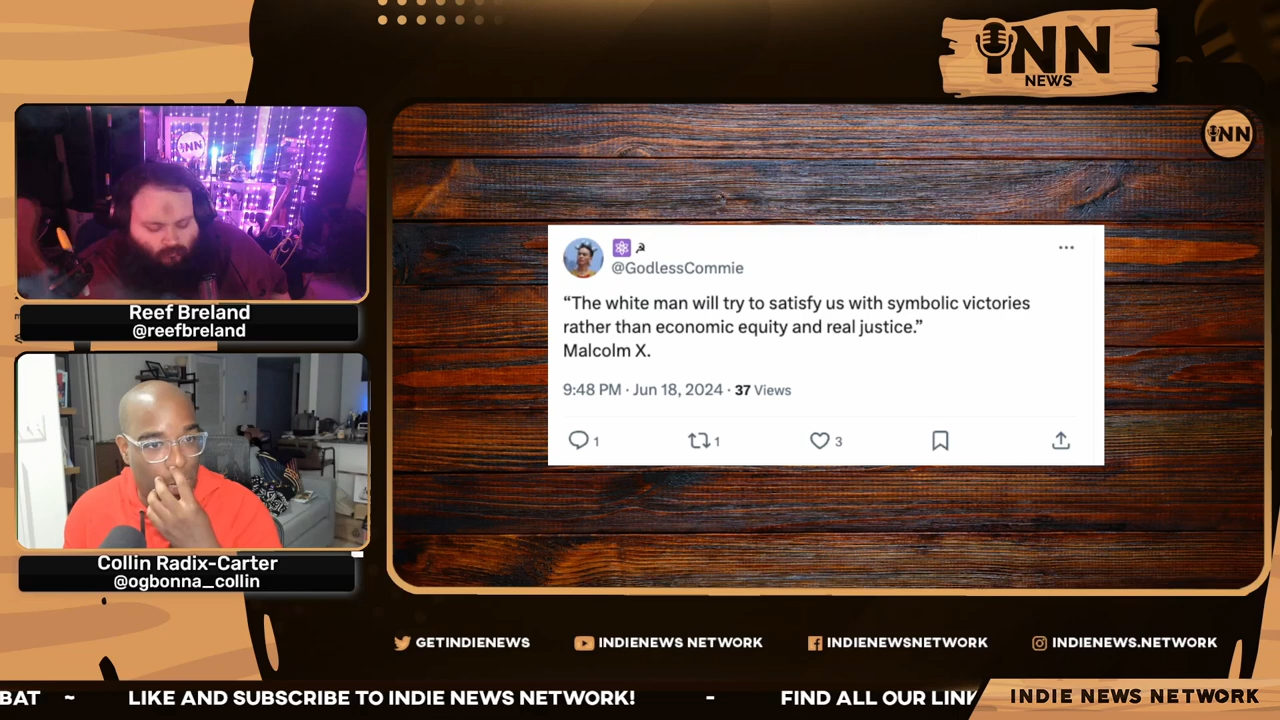 iNN
NEWS
iNN
iNN
Reef Breland
@reefbreland
Collin Radix-Carter
@ogbonna_collin
@GodlessCommie
“The white man will try to satisfy us with symbolic victories
rather than economic equity and real justice.”
Malcolm X.
9:48 PM · Jun 18, 2024 · 37 Views
1
1
3
GETINDIENEWS
INDIENEWS NETWORK
INDIENEWSNETWORK
INDIENEWS.NETWORK
BAT ~ LIKE AND SUBSCRIBE TO INDIE NEWS NETWORK! - FIND ALL OUR LINK
INDIE NEWS NETWORK